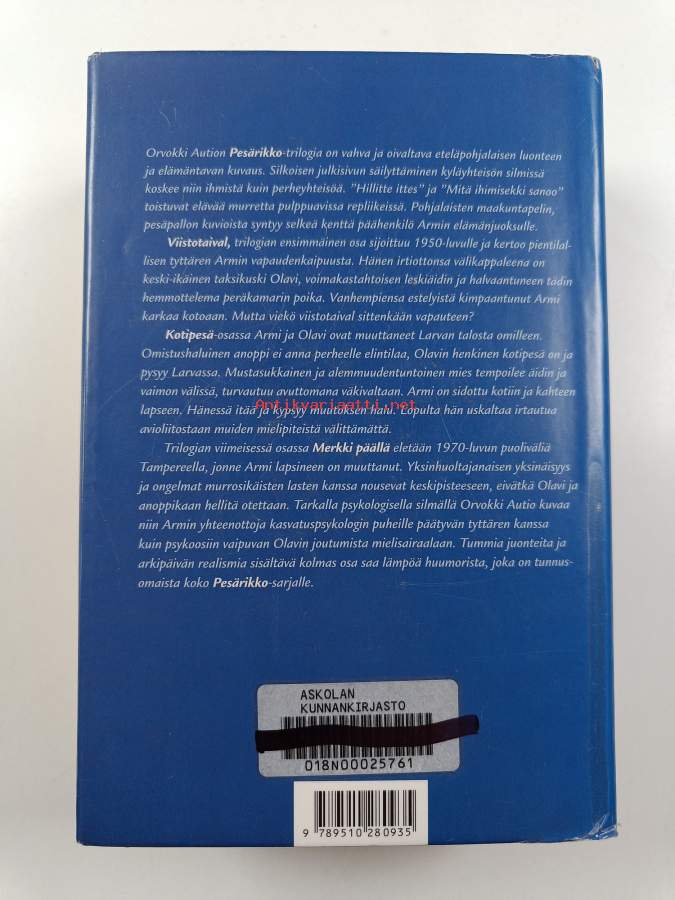 Orvokki Aution Pesärikko-trilogia on vahva ja oivaltava eteläpohjalaisen luonteen
ja elämäntavan kuvaus. Silkoisen julkisivun säilyttäminen kyläyhteisön silmissä
koskee niin ihmistä kuin perheyhteisöä. "Hillitte ittes" ja "Mitä ihimisekki sanoo"
toistuvat elävää murretta pulppuavissa repliikeissä. Pohjalaisten maakuntapelin,
pesäpallon kuvioista syntyy selkeä kenttä päähenkilö Armin elämänjuoksulle.
Viistotaival, trilogian ensimmäinen osa sijoittuu 1950-luvulle ja kertoo pientilal-
lisen tyttären Armin vapaudenkaipuusta. Hänen irtiottonsa välikappaleena on
keski-ikäinen taksikuski Olavi, voimakastahtoisen leskiäidin ja halvaantuneen tädin
hemmottelema peräkamarin poika. Vanhempiensa estelyistä kimpaantunut Armi
karkaa kotoaan. Mutta viekö viistotaival sittenkään vapauteen?
Kotipesä-osassa Armi ja Olavi ovat muuttaneet Larvan talosta omilleen.
Omistushaluinen anoppi ei anna perheelle elintilaa, Olavin henkinen kotipesä on ja
pysyy Larvassa. Mustasukkainen ja alemmuudentuntoinen mies tempoilee äidin ja
vaimon välissä, turvautuu avuttomana väkivaltaan. Armi on sidottu kotiin ja kahteen
lapseen. Hänessä itää ja kypsyy muutoksen halu. Lopulta hän uskaltaa irtautua
Antikvariaatti.net
avioliitostaan muiden mielipiteistä välittämättä.
Trilogian viimeisessä osassa Merkki päällä eletään 1970-luvun puoliväliä
Tampereella, jonne Armi lapsineen on muuttanut. Yksinhuoltajanaisen yksinäisyys
ja ongelmat murrosikäisten lasten kanssa nousevat keskipisteeseen, eivätkä Olavi ja
anoppikaan hellitä otettaan. Tarkalla psykologisella silmällä Orvokki Autio kuvaa
niin Armin yhteenottoja kasvatuspsykologin puheille päätyvän tyttären kanssa
kuin psykoosiin vaipuvan Olavin joutumista mielisairaalaan. Tummia juonteita ja
arkipäivän realismia sisältävä kolmas osa saa lämpöä huumorista, joka on tunnus-
omaista koko Pesärikko-sarjalle.
ASKOLAN
KUNNANKIRJASTO
018N00025761
9 789510 280935